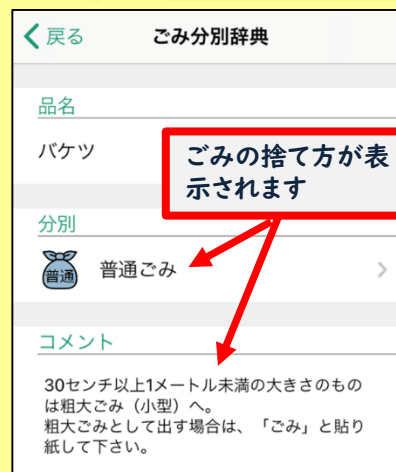 戻る
ごみ分別辞典
品名
バケツ
ごみの捨て方が表
示されます
分別
普通
普通ごみ
コメント
30センチ以上1メートル未満の大きさのもの
は粗大ごみ（小型）へ。
粗大ごみとして出す場合は、「ごみ」と貼り
紙して下さい。